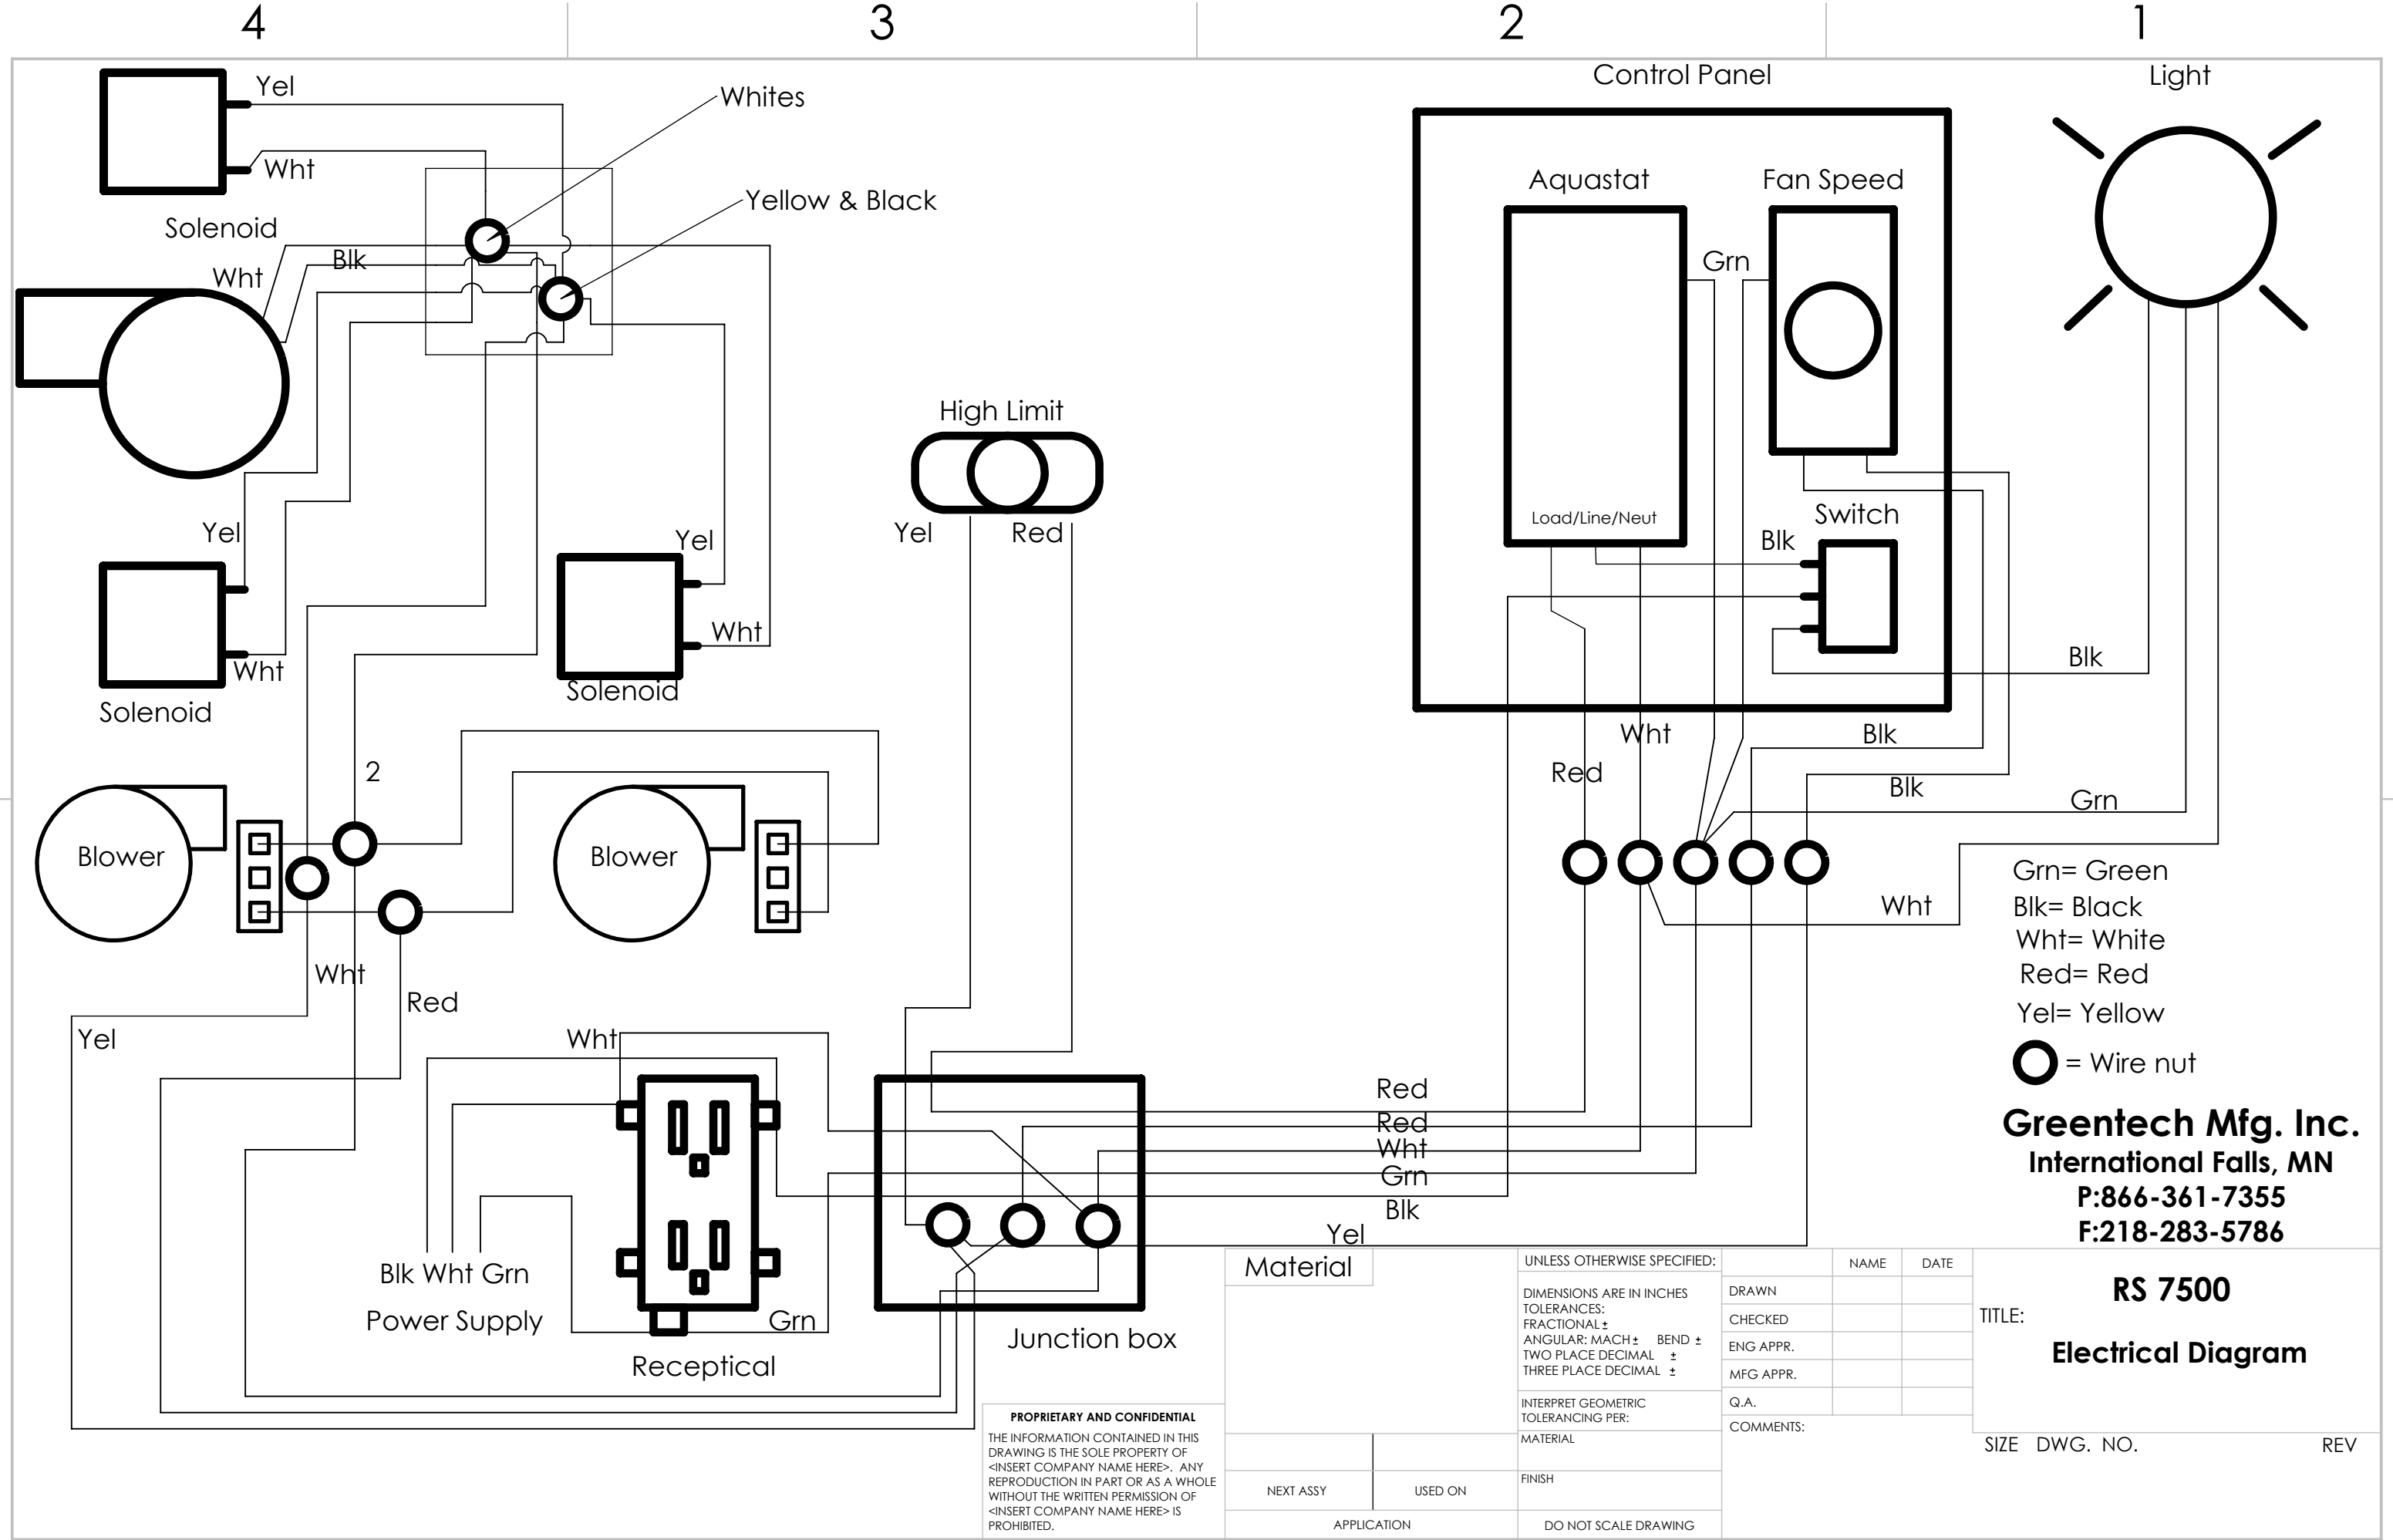 4
3
2
1
Yel
Wht
Solenoid
Whites
Yellow & Black
Wht
Blk
Yel
Wht
Solenoid
Yel
Wht
Solenoid
High Limit
Yel
Red
Control Panel
Aquastat
Fan Speed
Grn
Load/Line/Neut
Switch
Blk
Light
Blk
Wht
Red
Blk
Blk
Grn
Wht
2
Blower
Blower
Wht
Red
Yel
Wht
Blk Wht Grn
Power Supply
Grn
Receptical
Junction box
Red
Red
Wht
Grn
Blk
Yel
Grn= Green
Blk= Black
Wht= White
Red= Red
Yel= Yellow
= Wire nut
Greentech Mfg. Inc.
International Falls, MN
P:866-361-7355
F:218-283-5786
Material
UNLESS OTHERWISE SPECIFIED:
DIMENSIONS ARE IN INCHES
TOLERANCES:
FRACTIONAL ±
ANGULAR: MACH ± BEND ±
TWO PLACE DECIMAL ±
THREE PLACE DECIMAL ±
INTERPRET GEOMETRIC
TOLERANCING PER:
MATERIAL
FINISH
DO NOT SCALE DRAWING
NAME DATE
DRAWN
CHECKED
ENG APPR.
MFG APPR.
Q.A.
COMMENTS:
RS 7500
TITLE:
Electrical Diagram
SIZE DWG. NO. REV
PROPRIETARY AND CONFIDENTIAL
THE INFORMATION CONTAINED IN THIS
DRAWING IS THE SOLE PROPERTY OF
<INSERT COMPANY NAME HERE>. ANY
REPRODUCTION IN PART OR AS A WHOLE
WITHOUT THE WRITTEN PERMISSION OF
<INSERT COMPANY NAME HERE> IS
PROHIBITED.
NEXT ASSY USED ON
APPLICATION